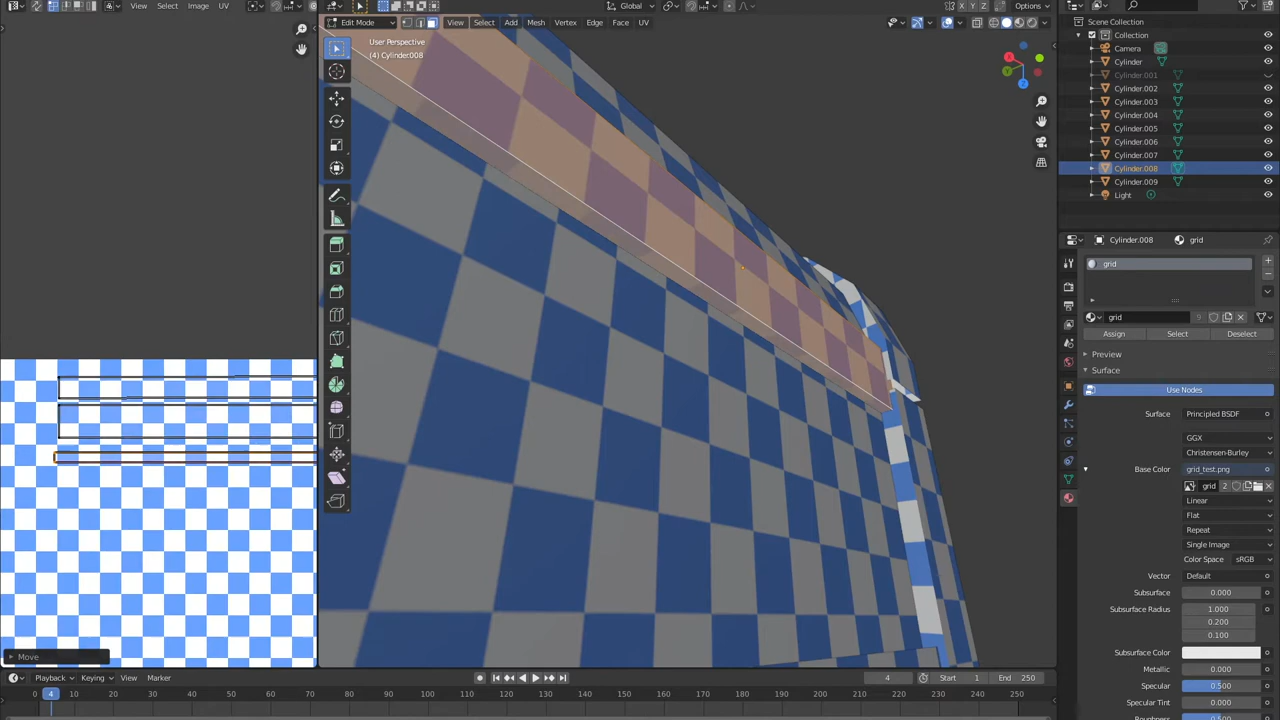 View Select Image UV
Global
Options
Edit Mode
View Select Add Mesh Vertex Edge Face UV
X Y Z
User Perspective
(4) Cylinder.008
X
Y
Z
Scene Collection
Collection
Camera
Cylinder
Cylinder.001
Cylinder.002
Cylinder.003
Cylinder.004
Cylinder.005
Cylinder.006
Cylinder.007
Cylinder.008
Cylinder.009
Light
Cylinder.008 grid
grid
grid 9
Assign Select Deselect
Preview
Surface
Use Nodes
Surface Principled BSDF
GGX
Christensen-Burley
Base Color grid_test.png
grid 2
Linear
Flat
Repeat
Single Image
Color Space sRGB
Vector Default
Subsurface 0.000
Subsurface Radius 1.000
0.200
0.100
Subsurface Color
Metallic 0.000
Specular 0.500
Specular Tint 0.000
Roughness 0.500
Move
Playback Keying View Marker
4 Start 1 End 250
0 4 10 20 30 40 50 60 70 80 90 100 110 120 130 140 150 160 170 180 190 200 210 220 230 240 250